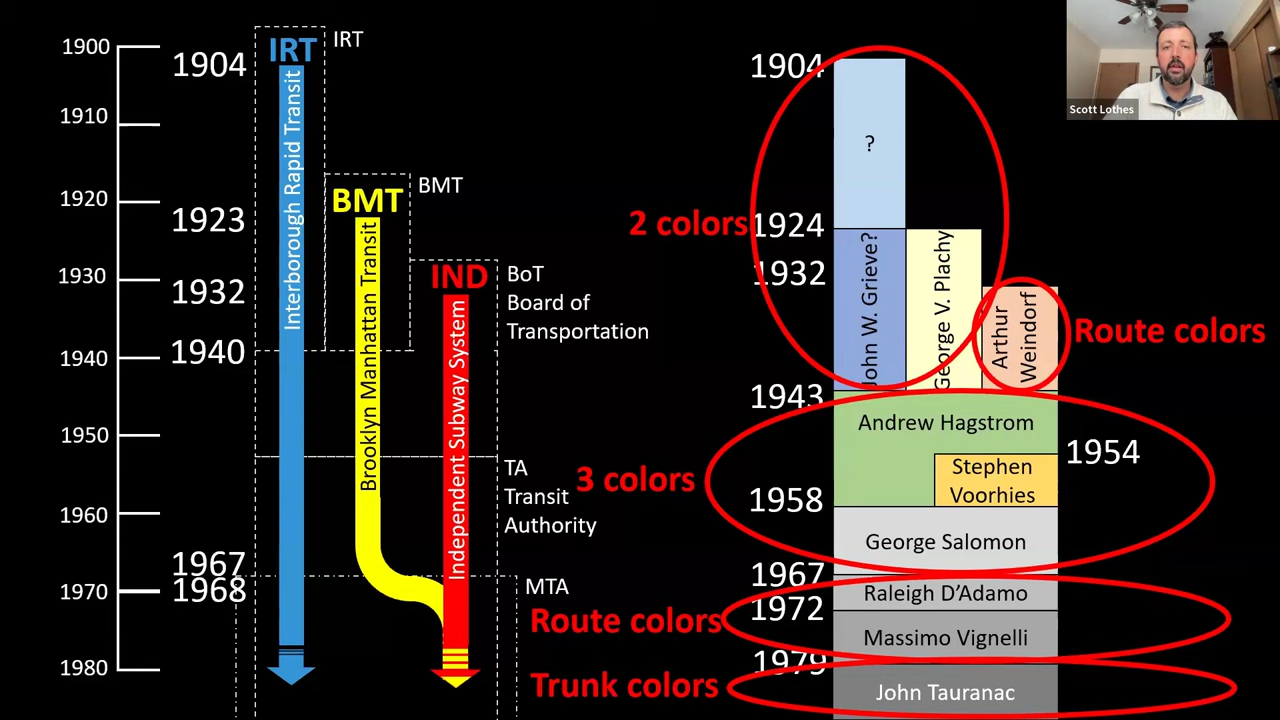 1900
1910
1920
1930
1940
1950
1960
1970
1980
1904
1923
1932
1940
1967
1968
IRT
IRT
Interborough Rapid Transit
BMT
BMT
Brooklyn Manhattan Transit
IND
Independent Subway System
BoT
Board of
Transportation
TA
Transit
Authority
MTA
1904
1924
1932
1943
1954
1958
1967
1972
1979
2 colors
?
John W. Grieve?
George V. Plachy
Arthur
Weindorf
Route colors
3 colors
Andrew Hagstrom
Stephen
Voorhies
George Salomon
Route colors
Raleigh D’Adamo
Massimo Vignelli
Trunk colors
John Tauranac
Scott Lothes